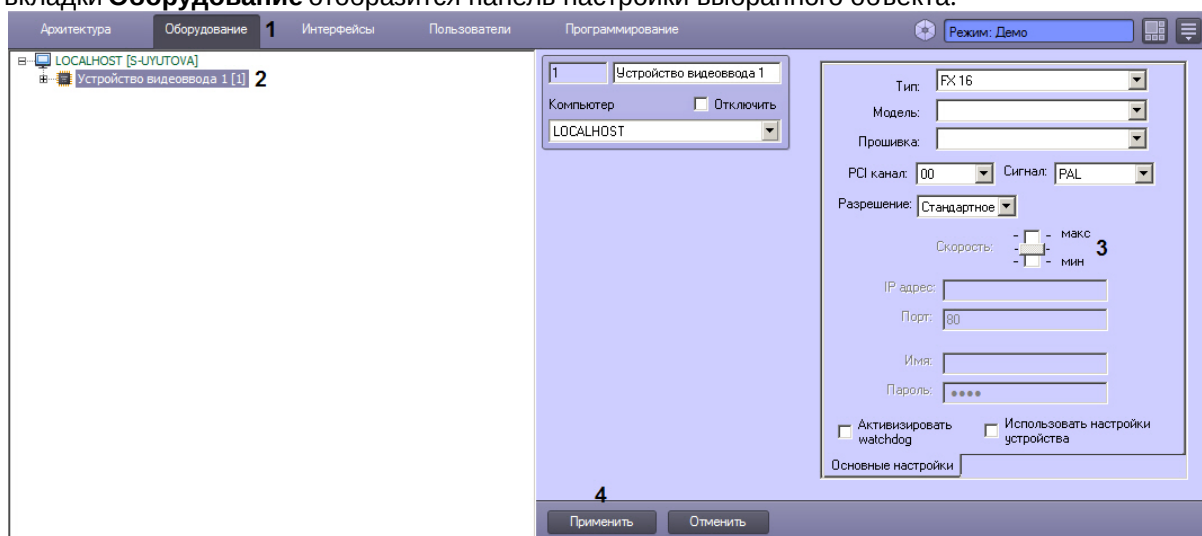 вкладки Оборудование отобразится панель настройки выбранного объекта.
Архитектура Оборудование 1 Интерфейсы Пользователи Программирование Режим: Демо
LOCALHOST [S-UYUTOVA]
Устройство видеоввода 1 [1] 2
1 Устройство видеоввода 1
Компьютер Отключить
LOCALHOST
Тип: FX 16
Модель:
Прошивка:
PCI канал: 00 Сигнал: PAL
Разрешение: Стандартное
макс
Скорость: 3
мин
IP адрес:
Порт: 80
Имя:
Пароль: ••••
Активизировать watchdog
Использовать настройки устройства
Основные настройки
4
Применить Отменить